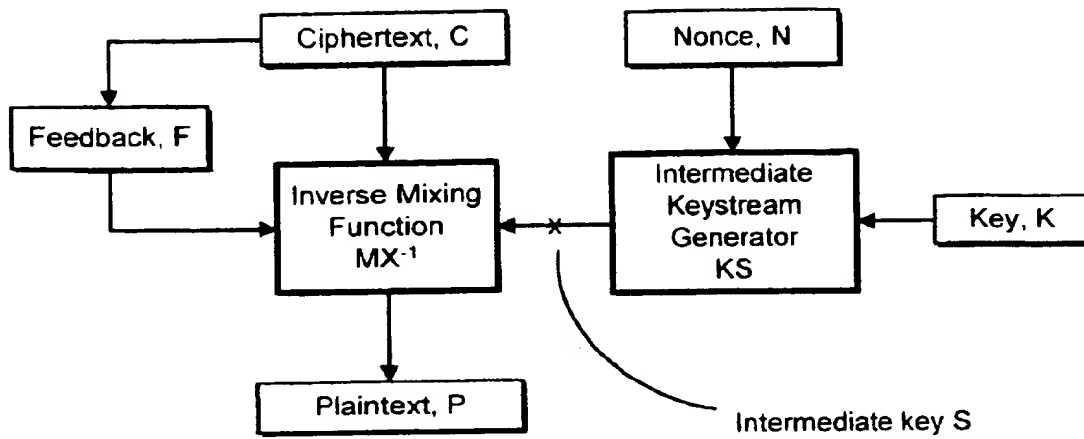 Ciphertext, C
Nonce, N
Feedback, F
Inverse Mixing
Function
MX⁻¹
Intermediate
Keystream
Generator
KS
Key, K
Plaintext, P
Intermediate key S